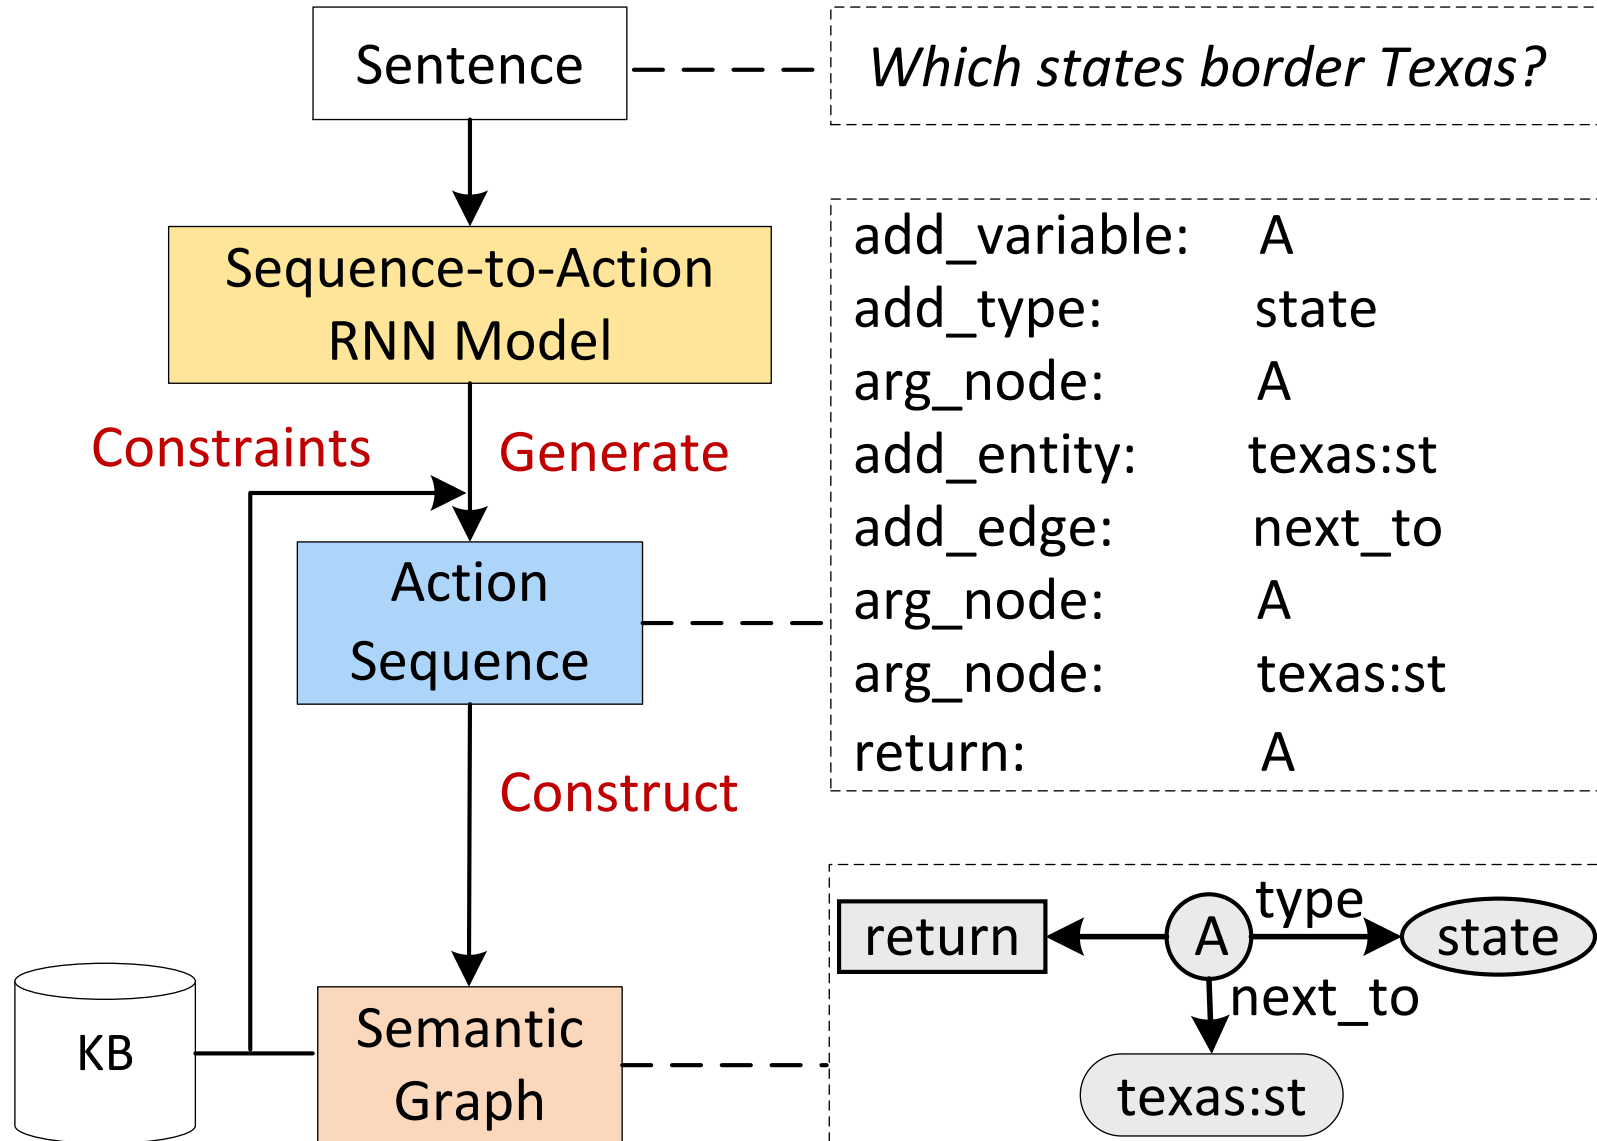 Sentence
Which states border Texas?
Sequence-to-Action
RNN Model
Constraints
Generate
Action
Sequence
add_variable: A
add_type: state
arg_node: A
add_entity: texas:st
add_edge: next_to
arg_node: A
arg_node: texas:st
return: A
Construct
KB
Semantic
Graph
return
A
type
state
next_to
texas:st